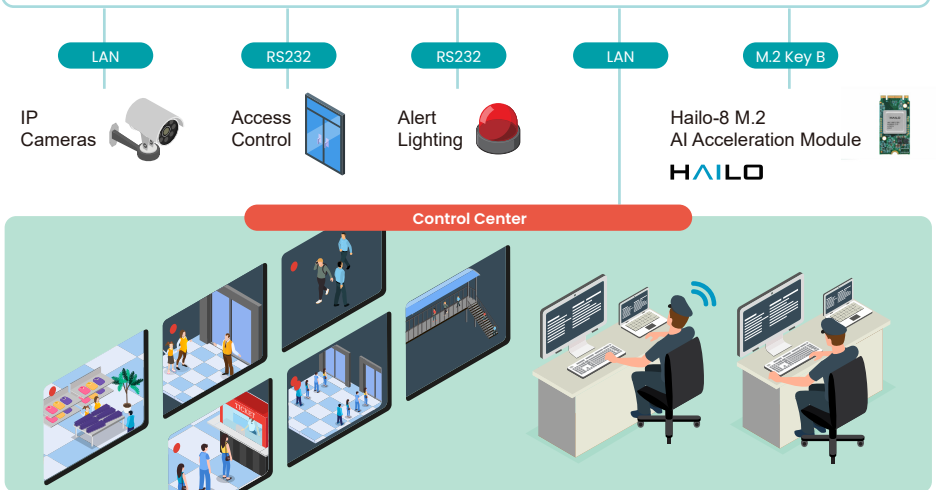 LAN
RS232
RS232
LAN
M.2 Key B
IP
Cameras
Access
Control
Alert
Lighting
Hailo-8 M.2
AI Acceleration Module
HAILO
Control Center
TICKET